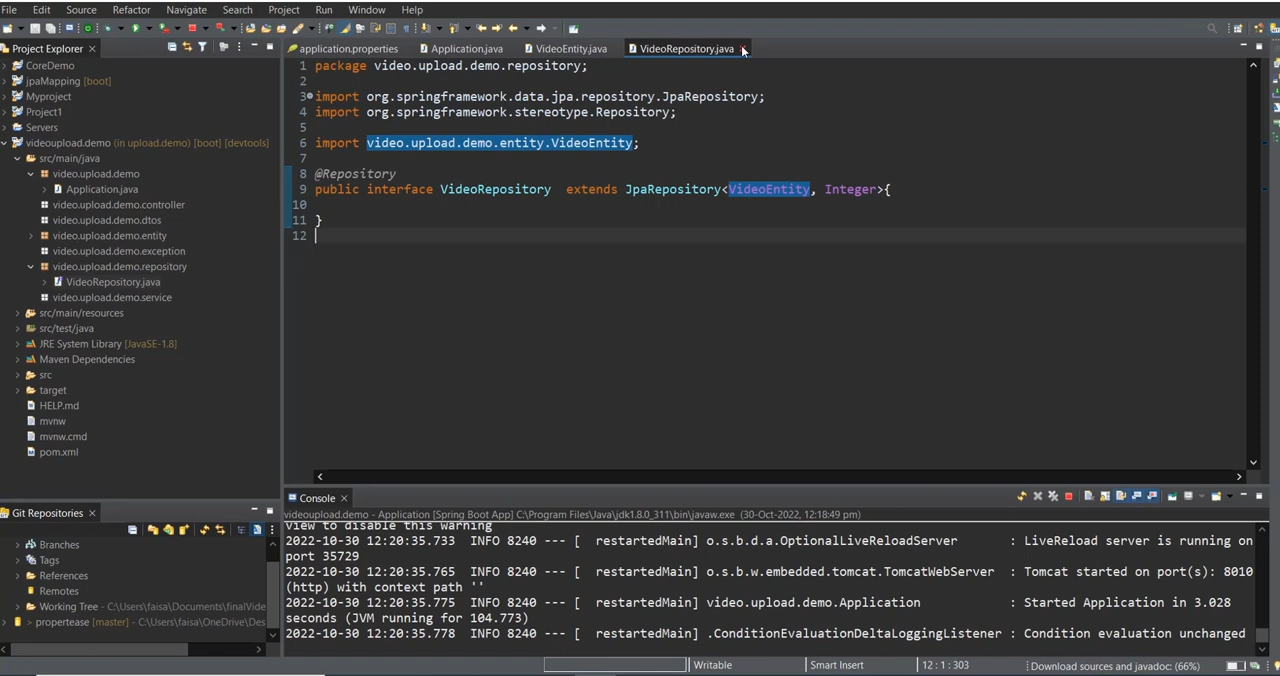 File Edit Source Refactor Navigate Search Project Run Window Help
Project Explorer
application.properties Application.java VideoEntity.java VideoRepository.java
CoreDemo
jpaMapping [boot]
Myproject
Project1
Servers
videoupload.demo (in upload.demo) [boot] [devtools]
src/main/java
video.upload.demo
Application.java
video.upload.demo.controller
video.upload.demo.dtos
video.upload.demo.entity
video.upload.demo.exception
video.upload.demo.repository
VideoRepository.java
video.upload.demo.service
src/main/resources
src/test/java
JRE System Library [JavaSE-1.8]
Maven Dependencies
src
target
HELP.md
mvnw
mvnw.cmd
pom.xml
1 package video.upload.demo.repository;
2
3 import org.springframework.data.jpa.repository.JpaRepository;
4 import org.springframework.stereotype.Repository;
5
6 import video.upload.demo.entity.VideoEntity;
7
8 @Repository
9 public interface VideoRepository extends JpaRepository<VideoEntity, Integer>{
10
11 }
12
Git Repositories
Branches
Tags
References
Remotes
Working Tree - C:\Users\faisa\Documents\finalVide
propertease [master] - C:\Users\faisa\OneDrive\Des
Console
videoupload.demo - Application [Spring Boot App] C:\Program Files\Java\jdk1.8.0_311\bin\javaw.exe (30-Oct-2022, 12:18:49 pm)
view to disable this warning
2022-10-30 12:20:35.733 INFO 8240 --- [ restartedMain] o.s.b.d.a.OptionalLiveReloadServer : LiveReload server is running on
port 35729
2022-10-30 12:20:35.765 INFO 8240 --- [ restartedMain] o.s.b.w.embedded.tomcat.TomcatWebServer : Tomcat started on port(s): 8010
(http) with context path ''
2022-10-30 12:20:35.775 INFO 8240 --- [ restartedMain] video.upload.demo.Application : Started Application in 3.028
seconds (JVM running for 104.773)
2022-10-30 12:20:35.778 INFO 8240 --- [ restartedMain] .ConditionEvaluationDeltaLoggingListener : Condition evaluation unchanged
Writable Smart Insert 12 : 1 : 303 Download sources and javadoc: (66%)